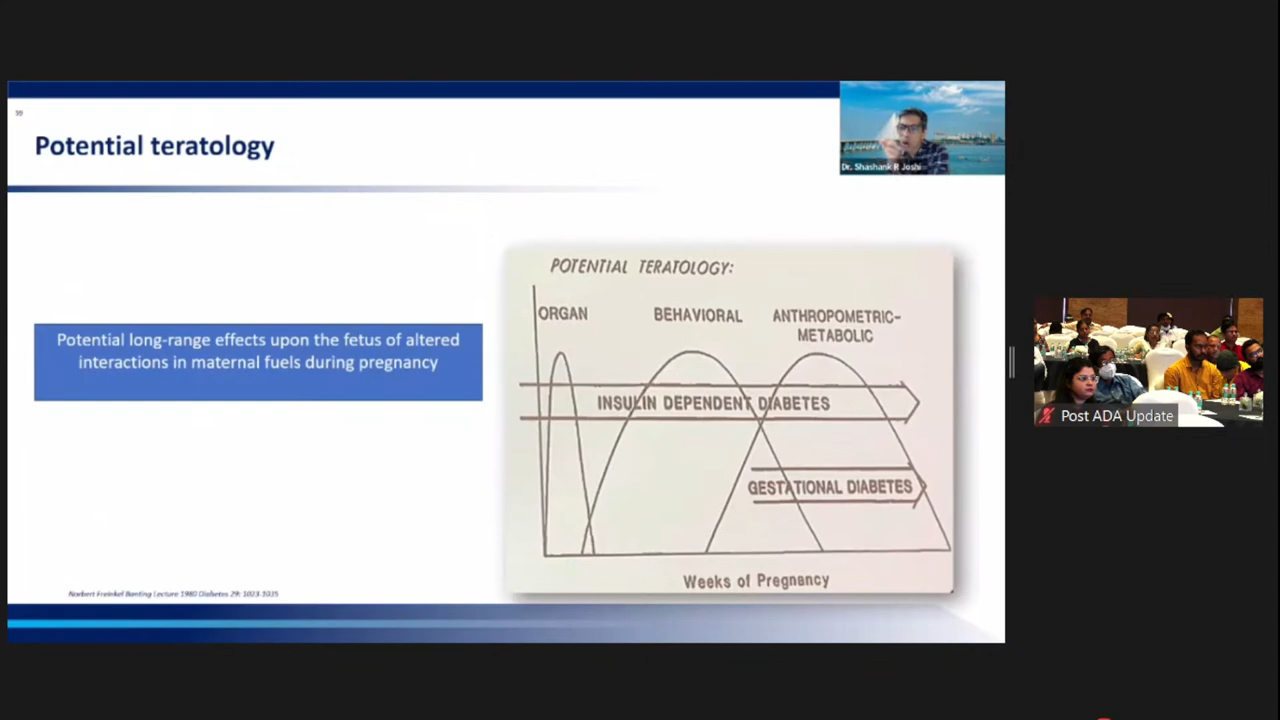 39
Potential teratology
Dr. Shashank R Joshi
Potential long-range effects upon the fetus of altered
interactions in maternal fuels during pregnancy
POTENTIAL TERATOLOGY:
ORGAN
BEHAVIORAL
ANTHROPOMETRIC-
METABOLIC
INSULIN DEPENDENT DIABETES
GESTATIONAL DIABETES
Weeks of Pregnancy
Norbert Freinkel Banting Lecture 1980 Diabetes 29: 1023-1035
Post ADA Update